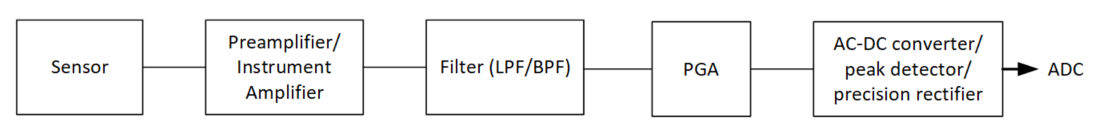 Sensor
Preamplifier/
Instrument
Amplifier
Filter (LPF/BPF)
PGA
AC-DC converter/
peak detector/
precision rectifier
ADC